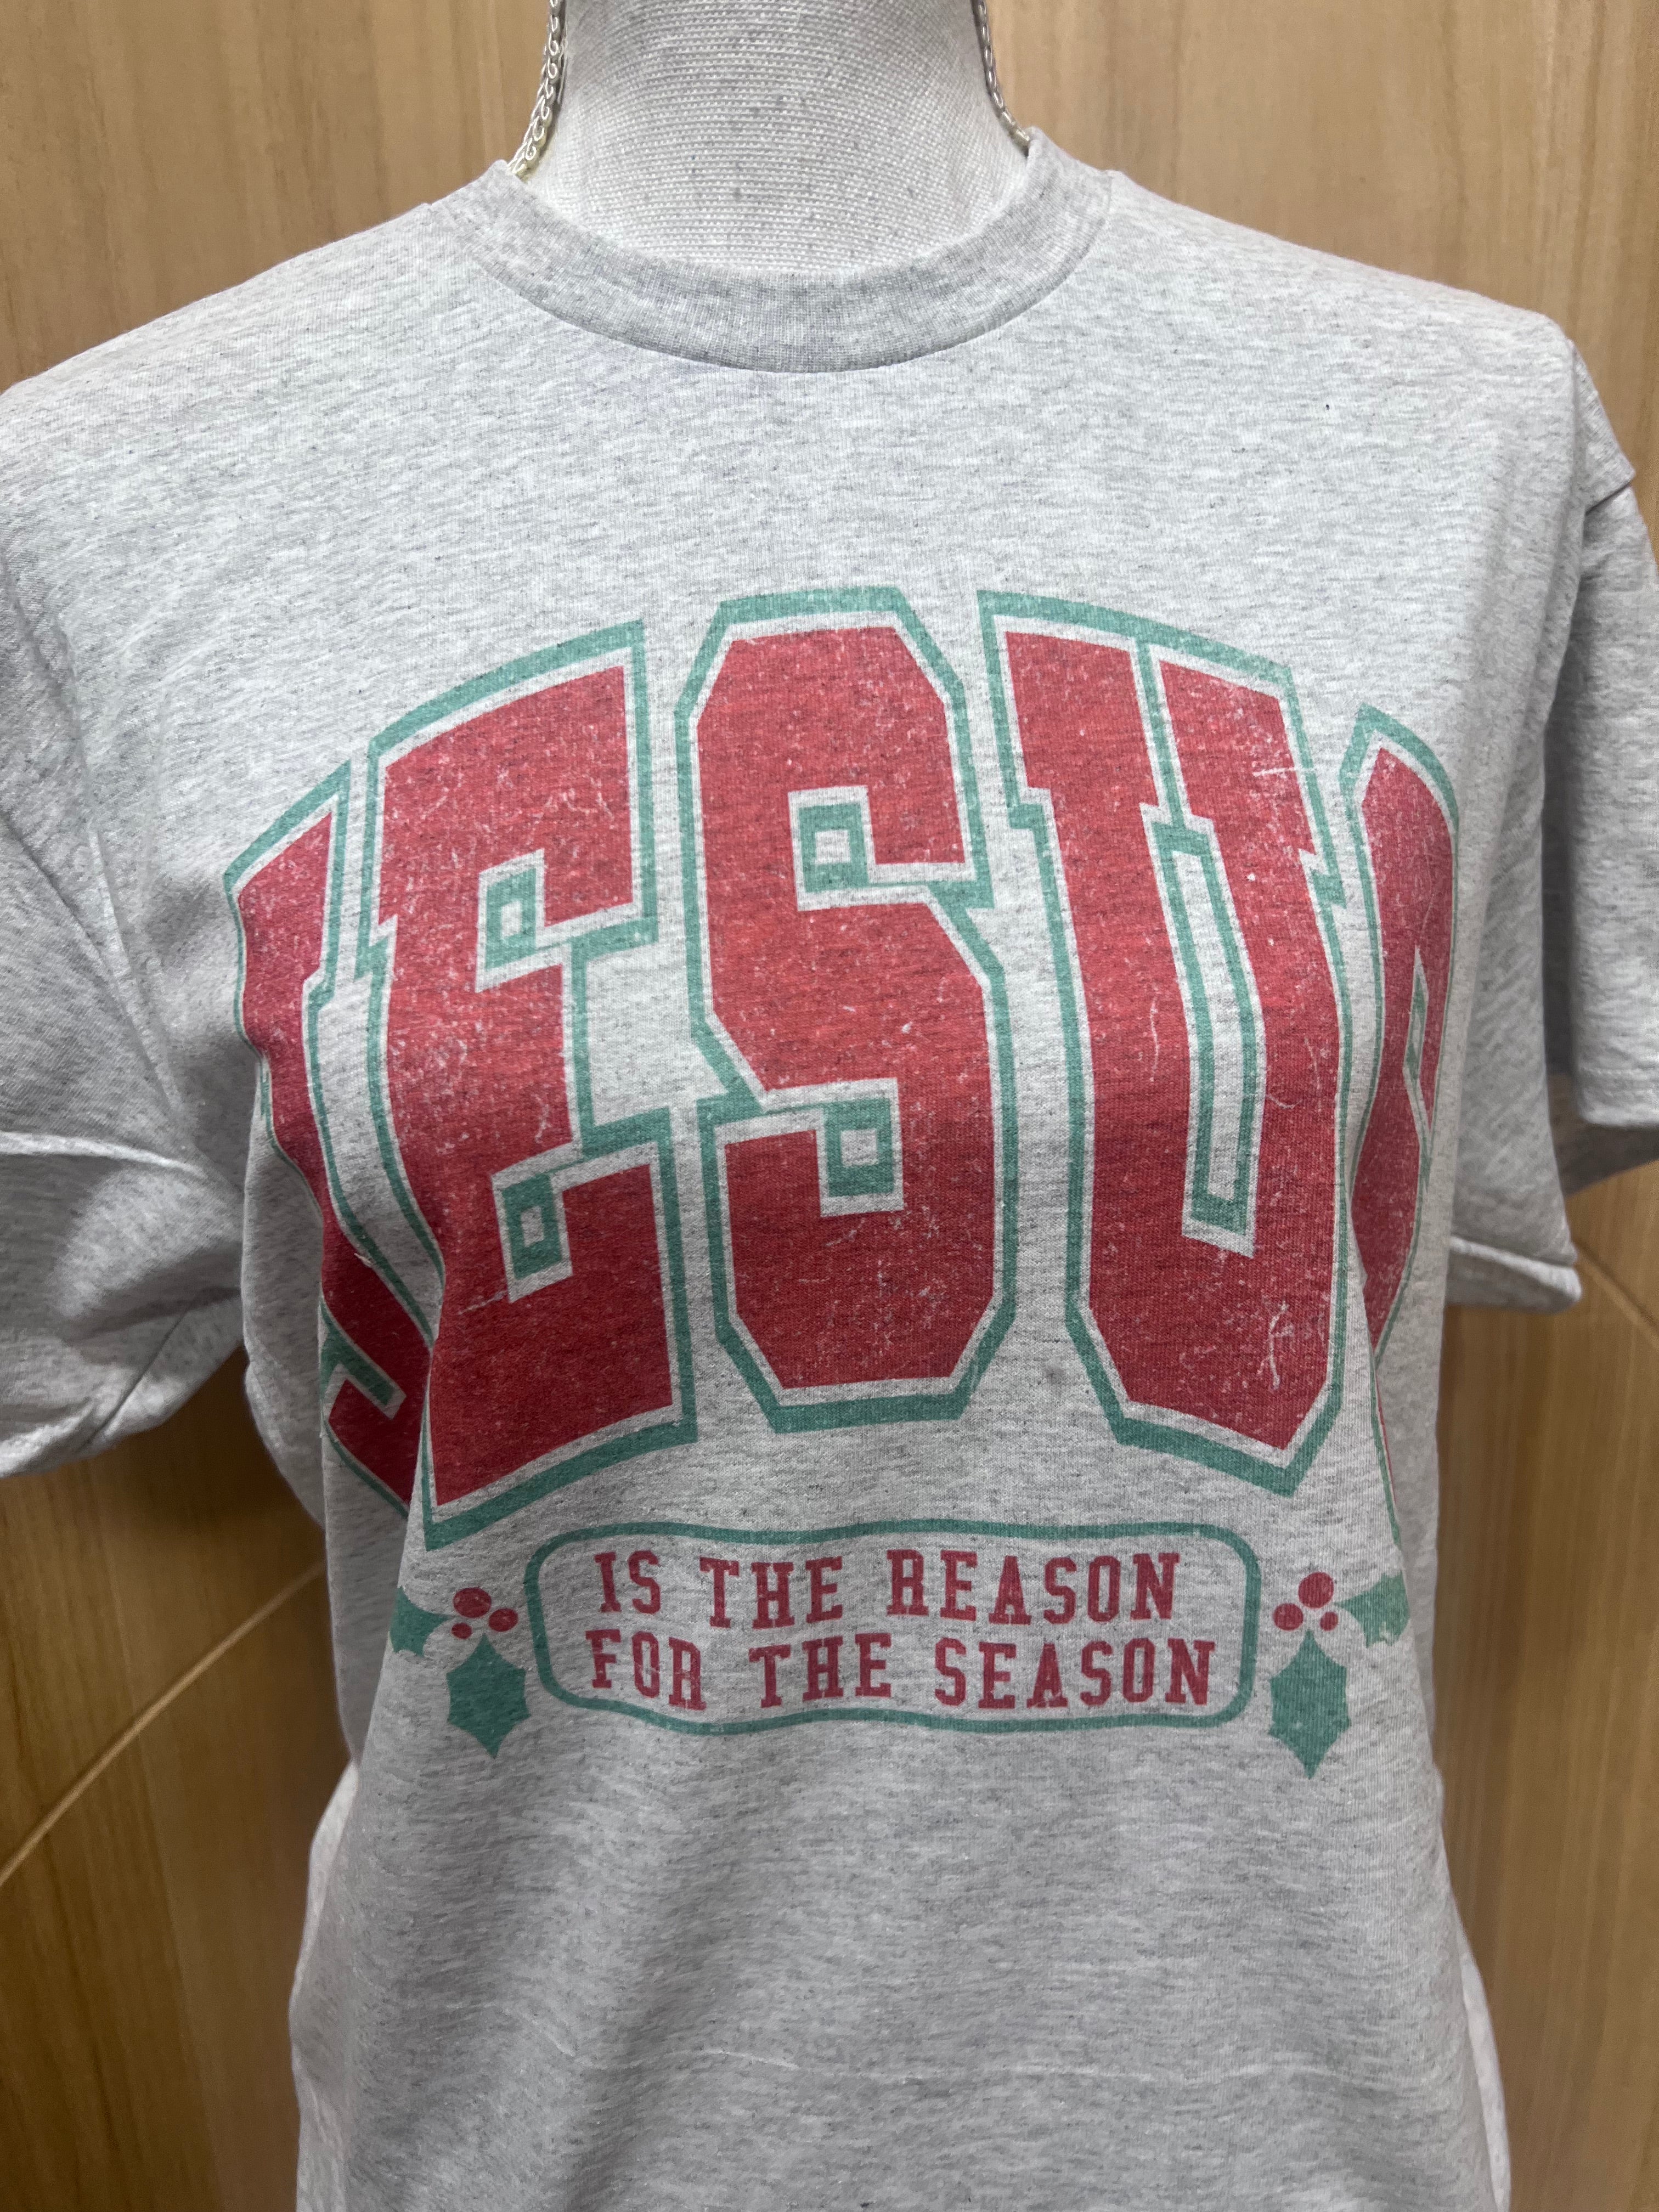 JESUS
IS THE REASON
FOR THE SEASON